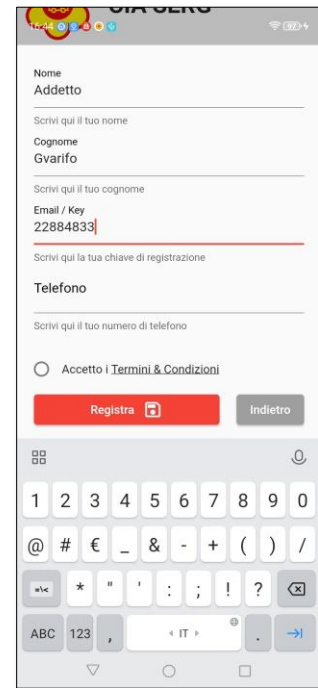 16:44
97
Nome
Addetto
Scrivi qui il tuo nome
Cognome
Gvarifo
Scrivi qui il tuo cognome
Email / Key
22884833
Scrivi qui la tua chiave di registrazione
Telefono
Scrivi qui il tuo numero di telefono
Accetto i Termini & Condizioni
Registra Indietro
1 2 3 4 5 6 7 8 9 0
@ # € _ & - + ( ) /
=\< * " ' : ; ! ?
ABC 123 , IT .